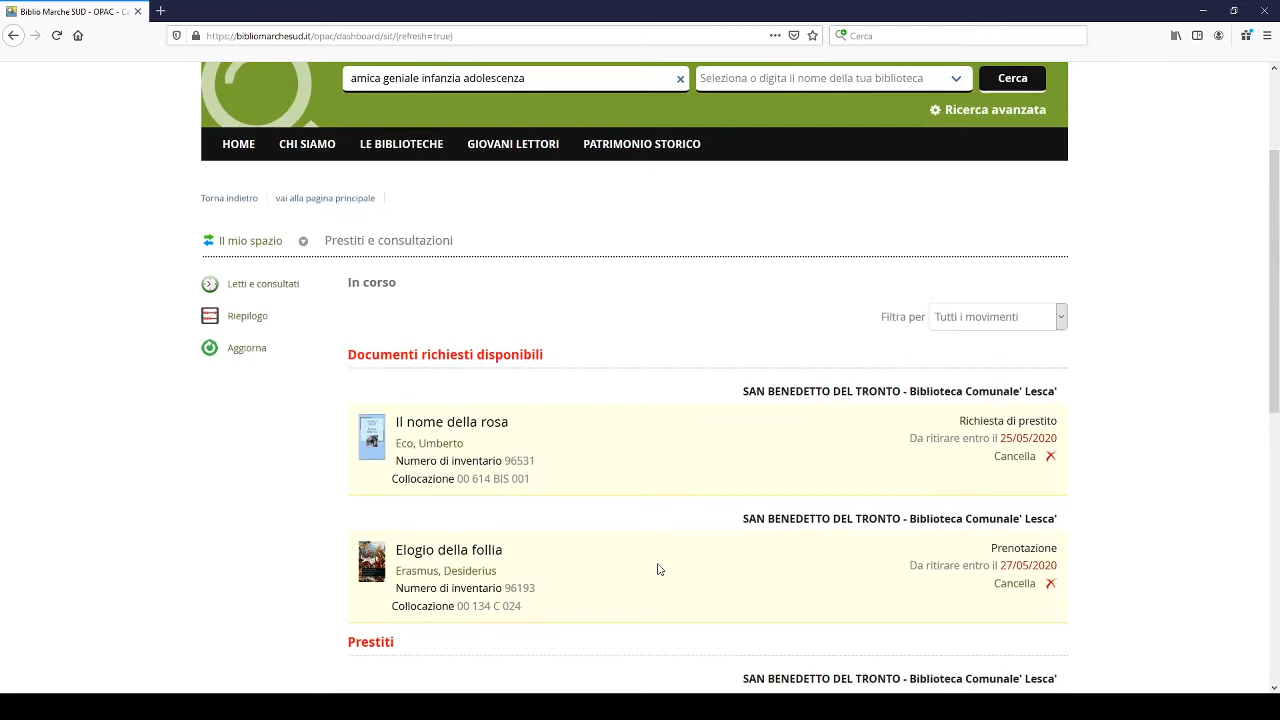 Biblio Marche SUD - OPAC - Ca
https://bibliomarchesud.it/opac/dashboard/sit/{refresh=true}
Cerca
amica geniale infanzia adolescenza
Seleziona o digita il nome della tua biblioteca
Cerca
Ricerca avanzata
HOME
CHI SIAMO
LE BIBLIOTECHE
GIOVANI LETTORI
PATRIMONIO STORICO
Torna indietro
vai alla pagina principale
Il mio spazio
Prestiti e consultazioni
Letti e consultati
Riepilogo
Aggiorna
In corso
Filtra per
Tutti i movimenti
Documenti richiesti disponibili
SAN BENEDETTO DEL TRONTO - Biblioteca Comunale' Lesca'
Il nome della rosa
Eco, Umberto
Numero di inventario 96531
Collocazione 00 614 BIS 001
Richiesta di prestito
Da ritirare entro il 25/05/2020
Cancella
SAN BENEDETTO DEL TRONTO - Biblioteca Comunale' Lesca'
Elogio della follia
Erasmus, Desiderius
Numero di inventario 96193
Collocazione 00 134 C 024
Prenotazione
Da ritirare entro il 27/05/2020
Cancella
Prestiti
SAN BENEDETTO DEL TRONTO - Biblioteca Comunale' Lesca'